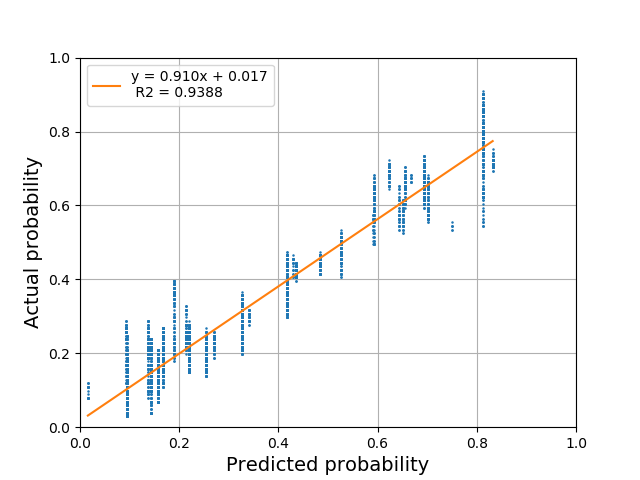 y = 0.910x + 0.017
R2 = 0.9388
1.0
0.8
0.6
0.4
0.2
0.0
Actual probability
0.0 0.2 0.4 0.6 0.8 1.0
Predicted probability